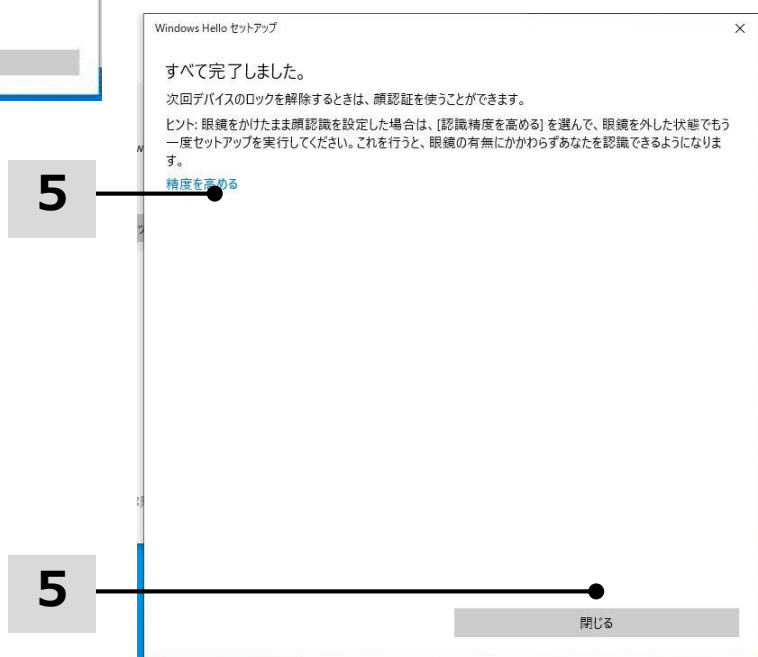 Windows Hello セットアップ
すべて完了しました。
次回デバイスのロックを解除するときは、顔認証を使うことができます。
ヒント: 眼鏡をかけたまま顔認識を設定した場合は、[認識精度を高める] を選んで、眼鏡を外した状態でもう
一度セットアップを実行してください。これを行うと、眼鏡の有無にかかわらずあなたを認識できるようになりま
す。
精度を高める
5
5
閉じる